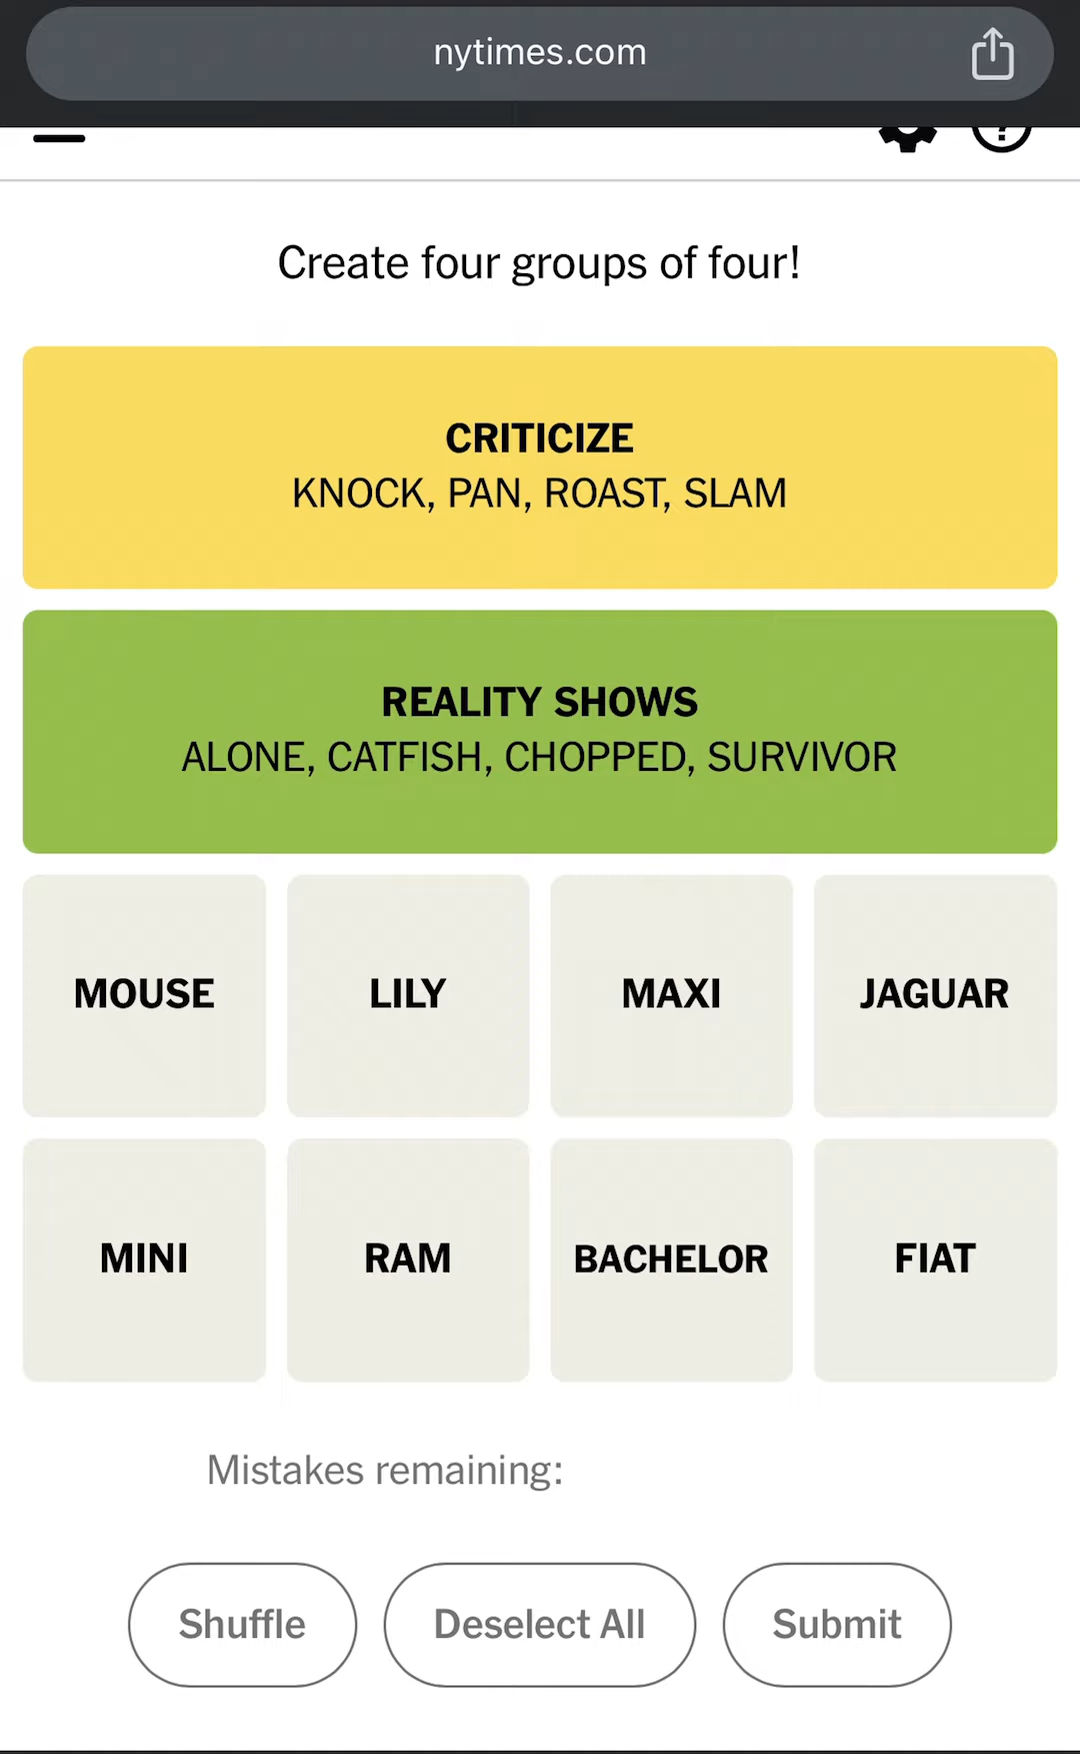 nytimes.com
Create four groups of four!
CRITICIZE
KNOCK, PAN, ROAST, SLAM
REALITY SHOWS
ALONE, CATFISH, CHOPPED, SURVIVOR
MOUSE LILY MAXI JAGUAR
MINI RAM BACHELOR FIAT
Mistakes remaining:
Shuffle Deselect All Submit